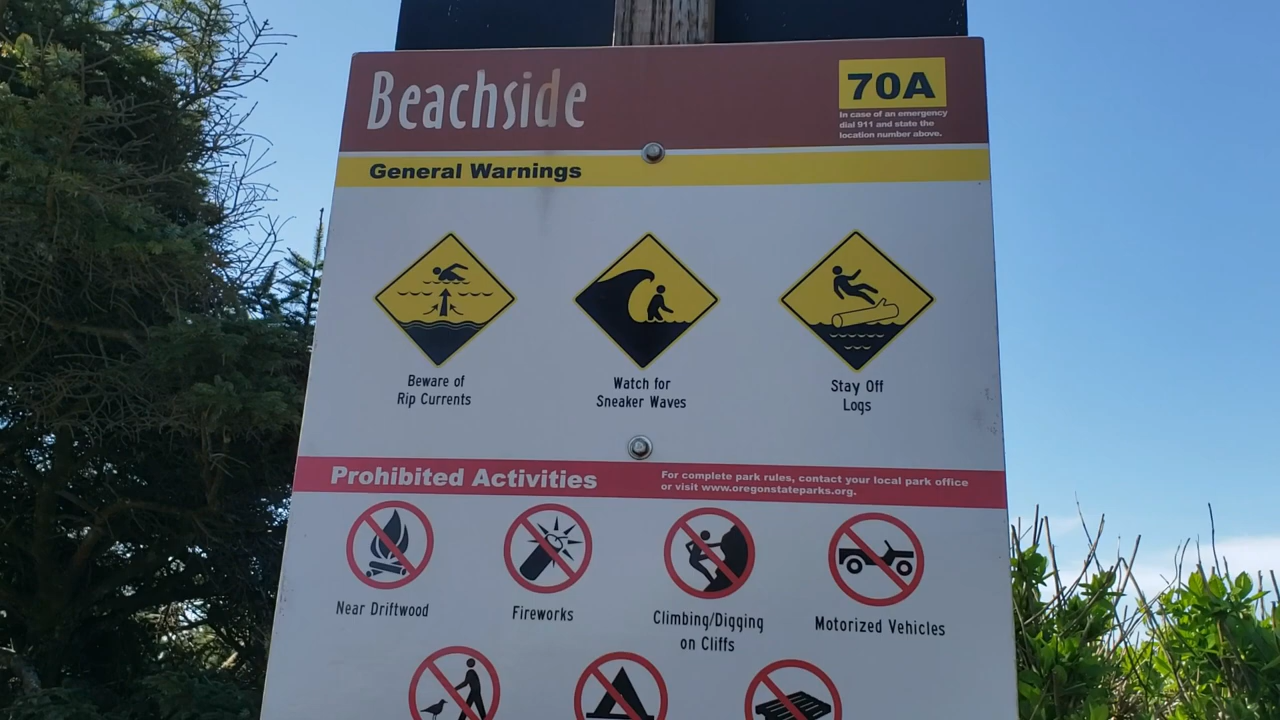 Beachside
70A
In case of an emergency
dial 911 and state the
location number above.
General Warnings
Beware of
Rip Currents
Watch for
Sneaker Waves
Stay Off
Logs
Prohibited Activities
For complete park rules, contact your local park office
or visit www.oregonstateparks.org.
Near Driftwood
Fireworks
Climbing/Digging
on Cliffs
Motorized Vehicles